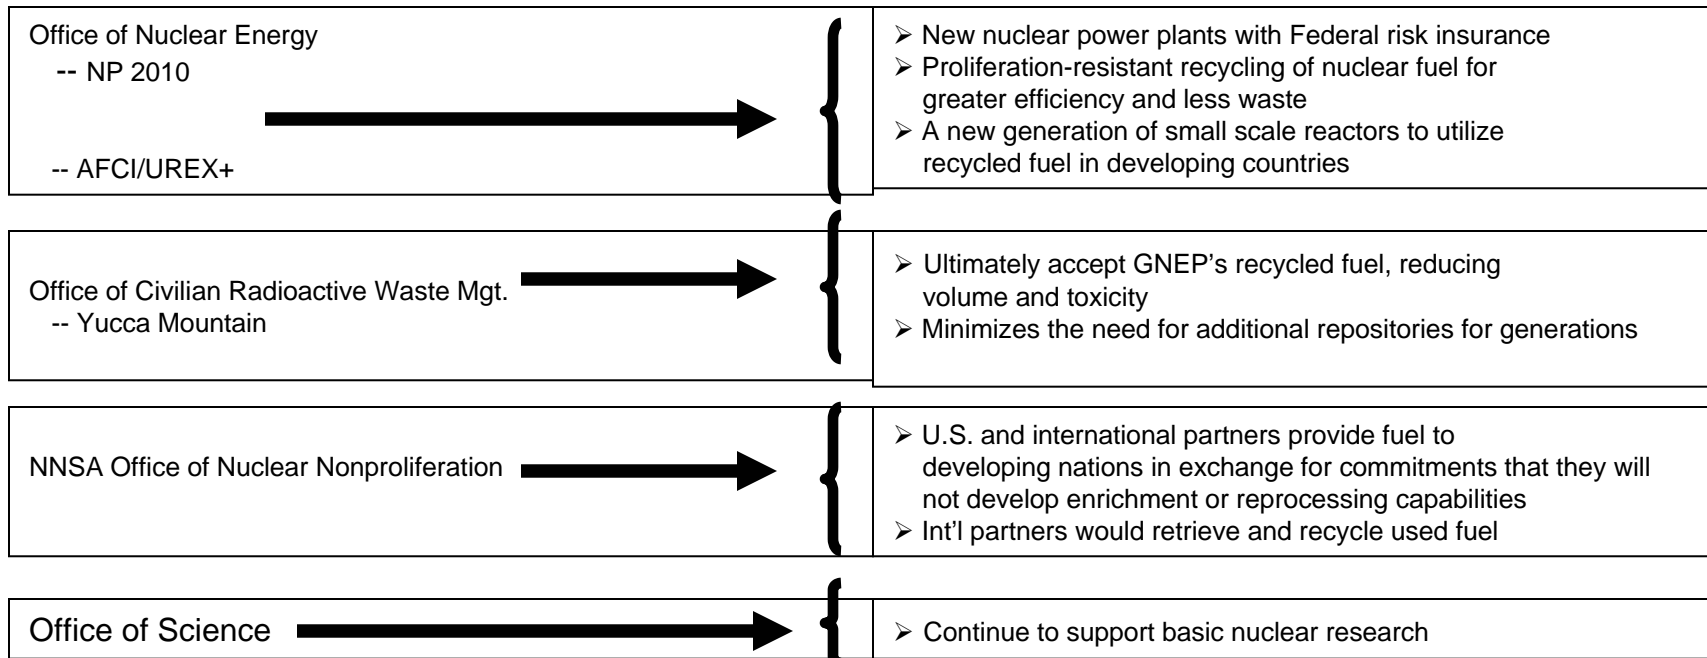 Office of Nuclear Energy
-- NP 2010
-- AFCI/UREX+
➢ New nuclear power plants with Federal risk insurance
➢ Proliferation-resistant recycling of nuclear fuel for
greater efficiency and less waste
➢ A new generation of small scale reactors to utilize
recycled fuel in developing countries
Office of Civilian Radioactive Waste Mgt.
-- Yucca Mountain
➢ Ultimately accept GNEP’s recycled fuel, reducing
volume and toxicity
➢ Minimizes the need for additional repositories for generations
NNSA Office of Nuclear Nonproliferation
➢ U.S. and international partners provide fuel to
developing nations in exchange for commitments that they will
not develop enrichment or reprocessing capabilities
➢ Int’l partners would retrieve and recycle used fuel
Office of Science
➢ Continue to support basic nuclear research